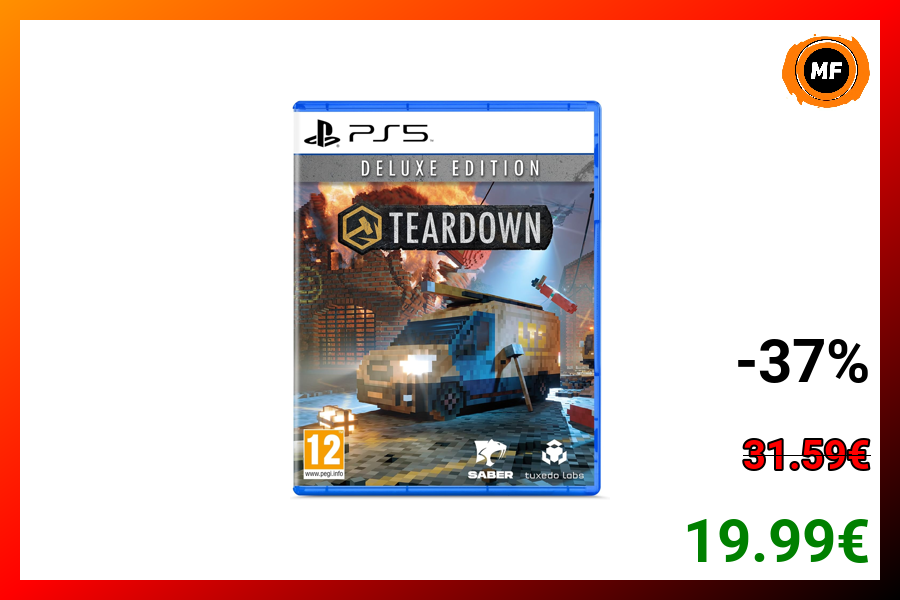 MF
PS5
DELUXE EDITION
TEARDOWN
12
www.pegi.info
SABER
tuxedo labs
-37%
31.59€
19.99€